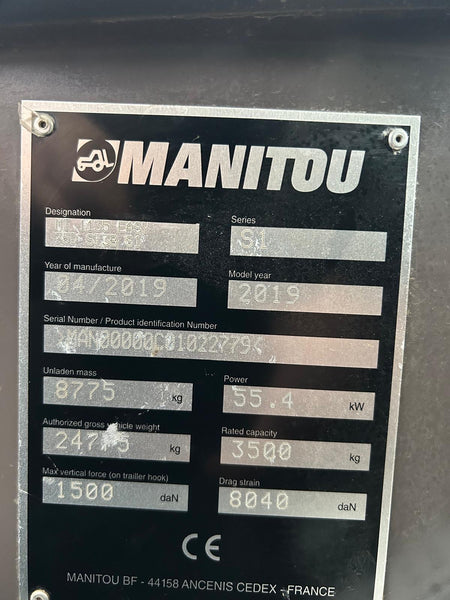 MANITOU
Designation
Series
S1
Year of manufacture
04/2019
Model year
2019
Serial Number / Product identification Number
Unladen mass
8775 kg
Power
55.4 kW
Authorized gross vehicle weight
kg
Rated capacity
3500 kg
Max vertical force (on trailler hook)
1500 daN
Drag strain
8040 daN
CE
MANITOU BF - 44158 ANCENIS CEDEX - FRANCE